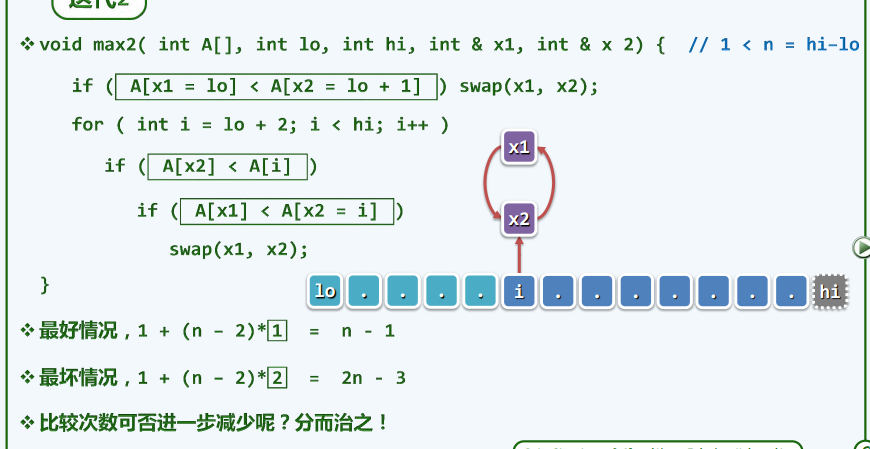 迭代2
❖void max2( int A[], int lo, int hi, int & x1, int & x 2) { // 1 < n = hi-lo
if ( A[x1 = lo] < A[x2 = lo + 1] ) swap(x1, x2);
for ( int i = lo + 2; i < hi; i++ )
if ( A[x2] < A[i] )
if ( A[x1] < A[x2 = i] )
swap(x1, x2);
}
x1
x2
lo . . . . i . . . . . . . hi
❖最好情况，1 + (n – 2)*1 = n - 1
❖最坏情况，1 + (n – 2)*2 = 2n - 3
❖比较次数可否进一步减少呢？分而治之！